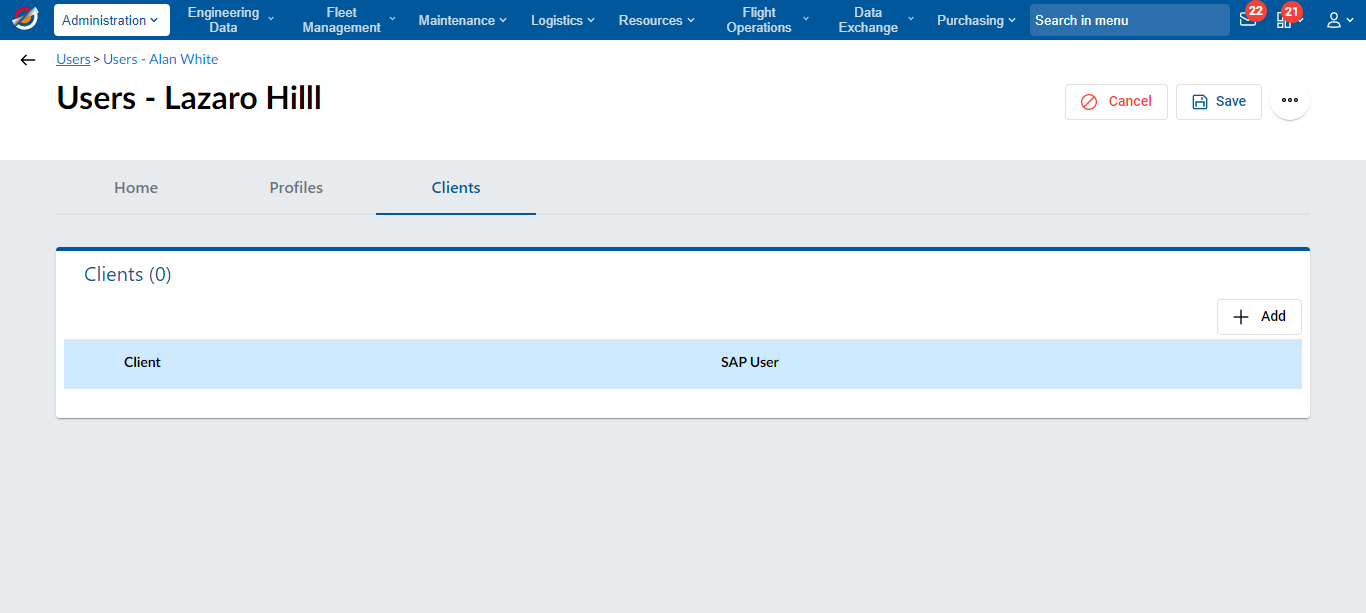 Administration
Engineering
Data
Fleet
Management
Maintenance
Logistics
Resources
Flight
Operations
Data
Exchange
Purchasing
Search in menu
22
21
Users > Users - Alan White
Users - Lazaro Hilll
Cancel
Save
Home
Profiles
Clients
Clients (0)
Add
Client
SAP User